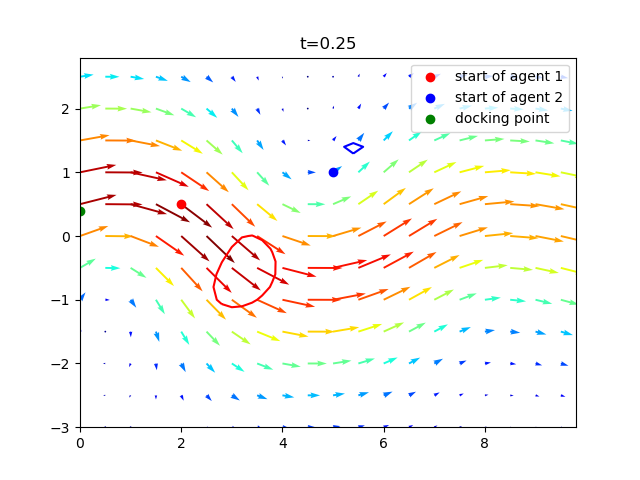 t=0.25
start of agent 1
start of agent 2
docking point
2
1
0
−1
−2
−3
0 2 4 6 8